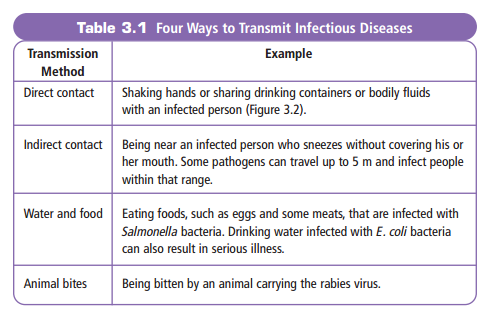 Table 3.1 Four Ways to Transmit Infectious Diseases
Transmission
Method
Example
Direct contact
Shaking hands or sharing drinking containers or bodily fluids
with an infected person (Figure 3.2).
Indirect contact
Being near an infected person who sneezes without covering his or
her mouth. Some pathogens can travel up to 5 m and infect people
within that range.
Water and food
Eating foods, such as eggs and some meats, that are infected with
Salmonella bacteria. Drinking water infected with E. coli bacteria
can also result in serious illness.
Animal bites
Being bitten by an animal carrying the rabies virus.